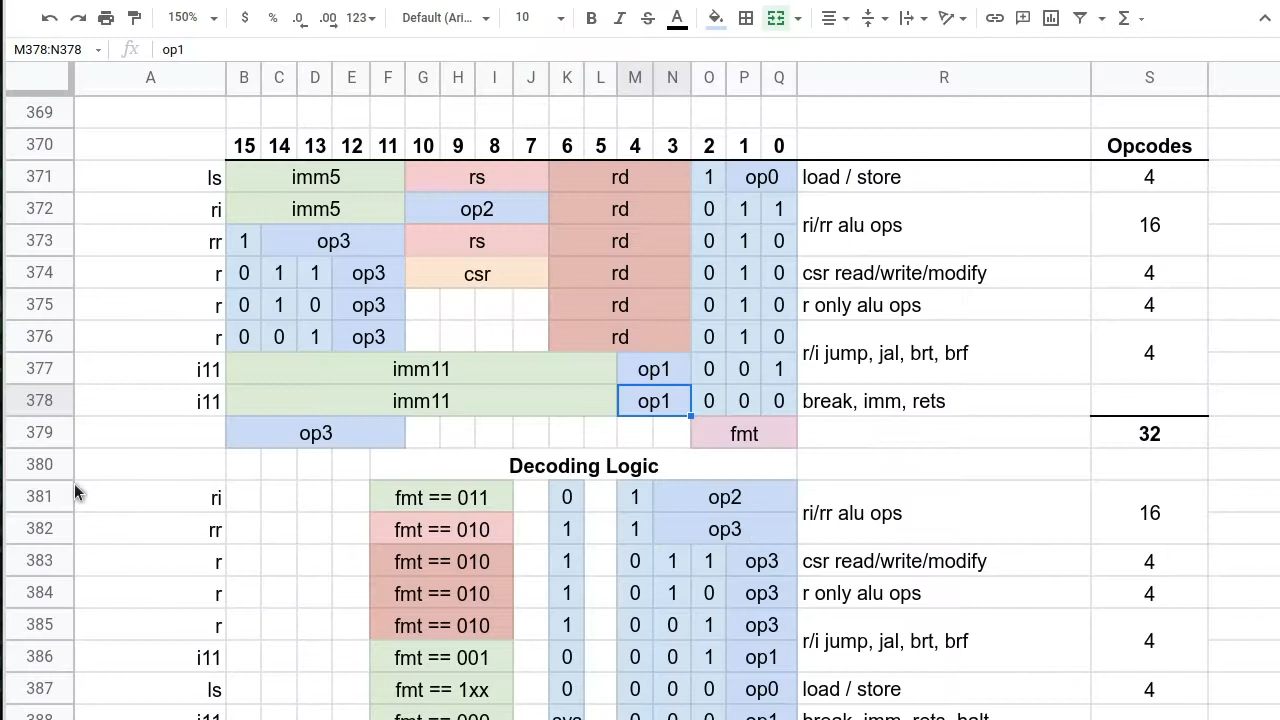 150% $ % .0 .00 123 Default (Ari... 10 B I S A
M378:N378 fx op1
A B C D E F G H I J K L M N O P Q R S
369
370 15 14 13 12 11 10 9 8 7 6 5 4 3 2 1 0 Opcodes
371 ls imm5 rs rd 1 op0 load / store 4
372 ri imm5 op2 rd 0 1 1
ri/rr alu ops 16
373 rr 1 op3 rs rd 0 1 0
374 r 0 1 1 op3 csr rd 0 1 0 csr read/write/modify 4
375 r 0 1 0 op3 rd 0 1 0 r only alu ops 4
376 r 0 0 1 op3 rd 0 1 0
r/i jump, jal, brt, brf 4
377 i11 imm11 op1 0 0 1
378 i11 imm11 op1 0 0 0 break, imm, rets
379 op3 fmt 32
380 Decoding Logic
381 ri fmt == 011 0 1 op2
ri/rr alu ops 16
382 rr fmt == 010 1 1 op3
383 r fmt == 010 1 0 1 1 op3 csr read/write/modify 4
384 r fmt == 010 1 0 1 0 op3 r only alu ops 4
385 r fmt == 010 1 0 0 1 op3
r/i jump, jal, brt, brf 4
386 i11 fmt == 001 0 0 0 1 op1
387 ls fmt == 1xx 0 0 0 0 op0 load / store 4
388 i11 fmt == 000 sys 0 0 0 op1 break, imm, rets, halt